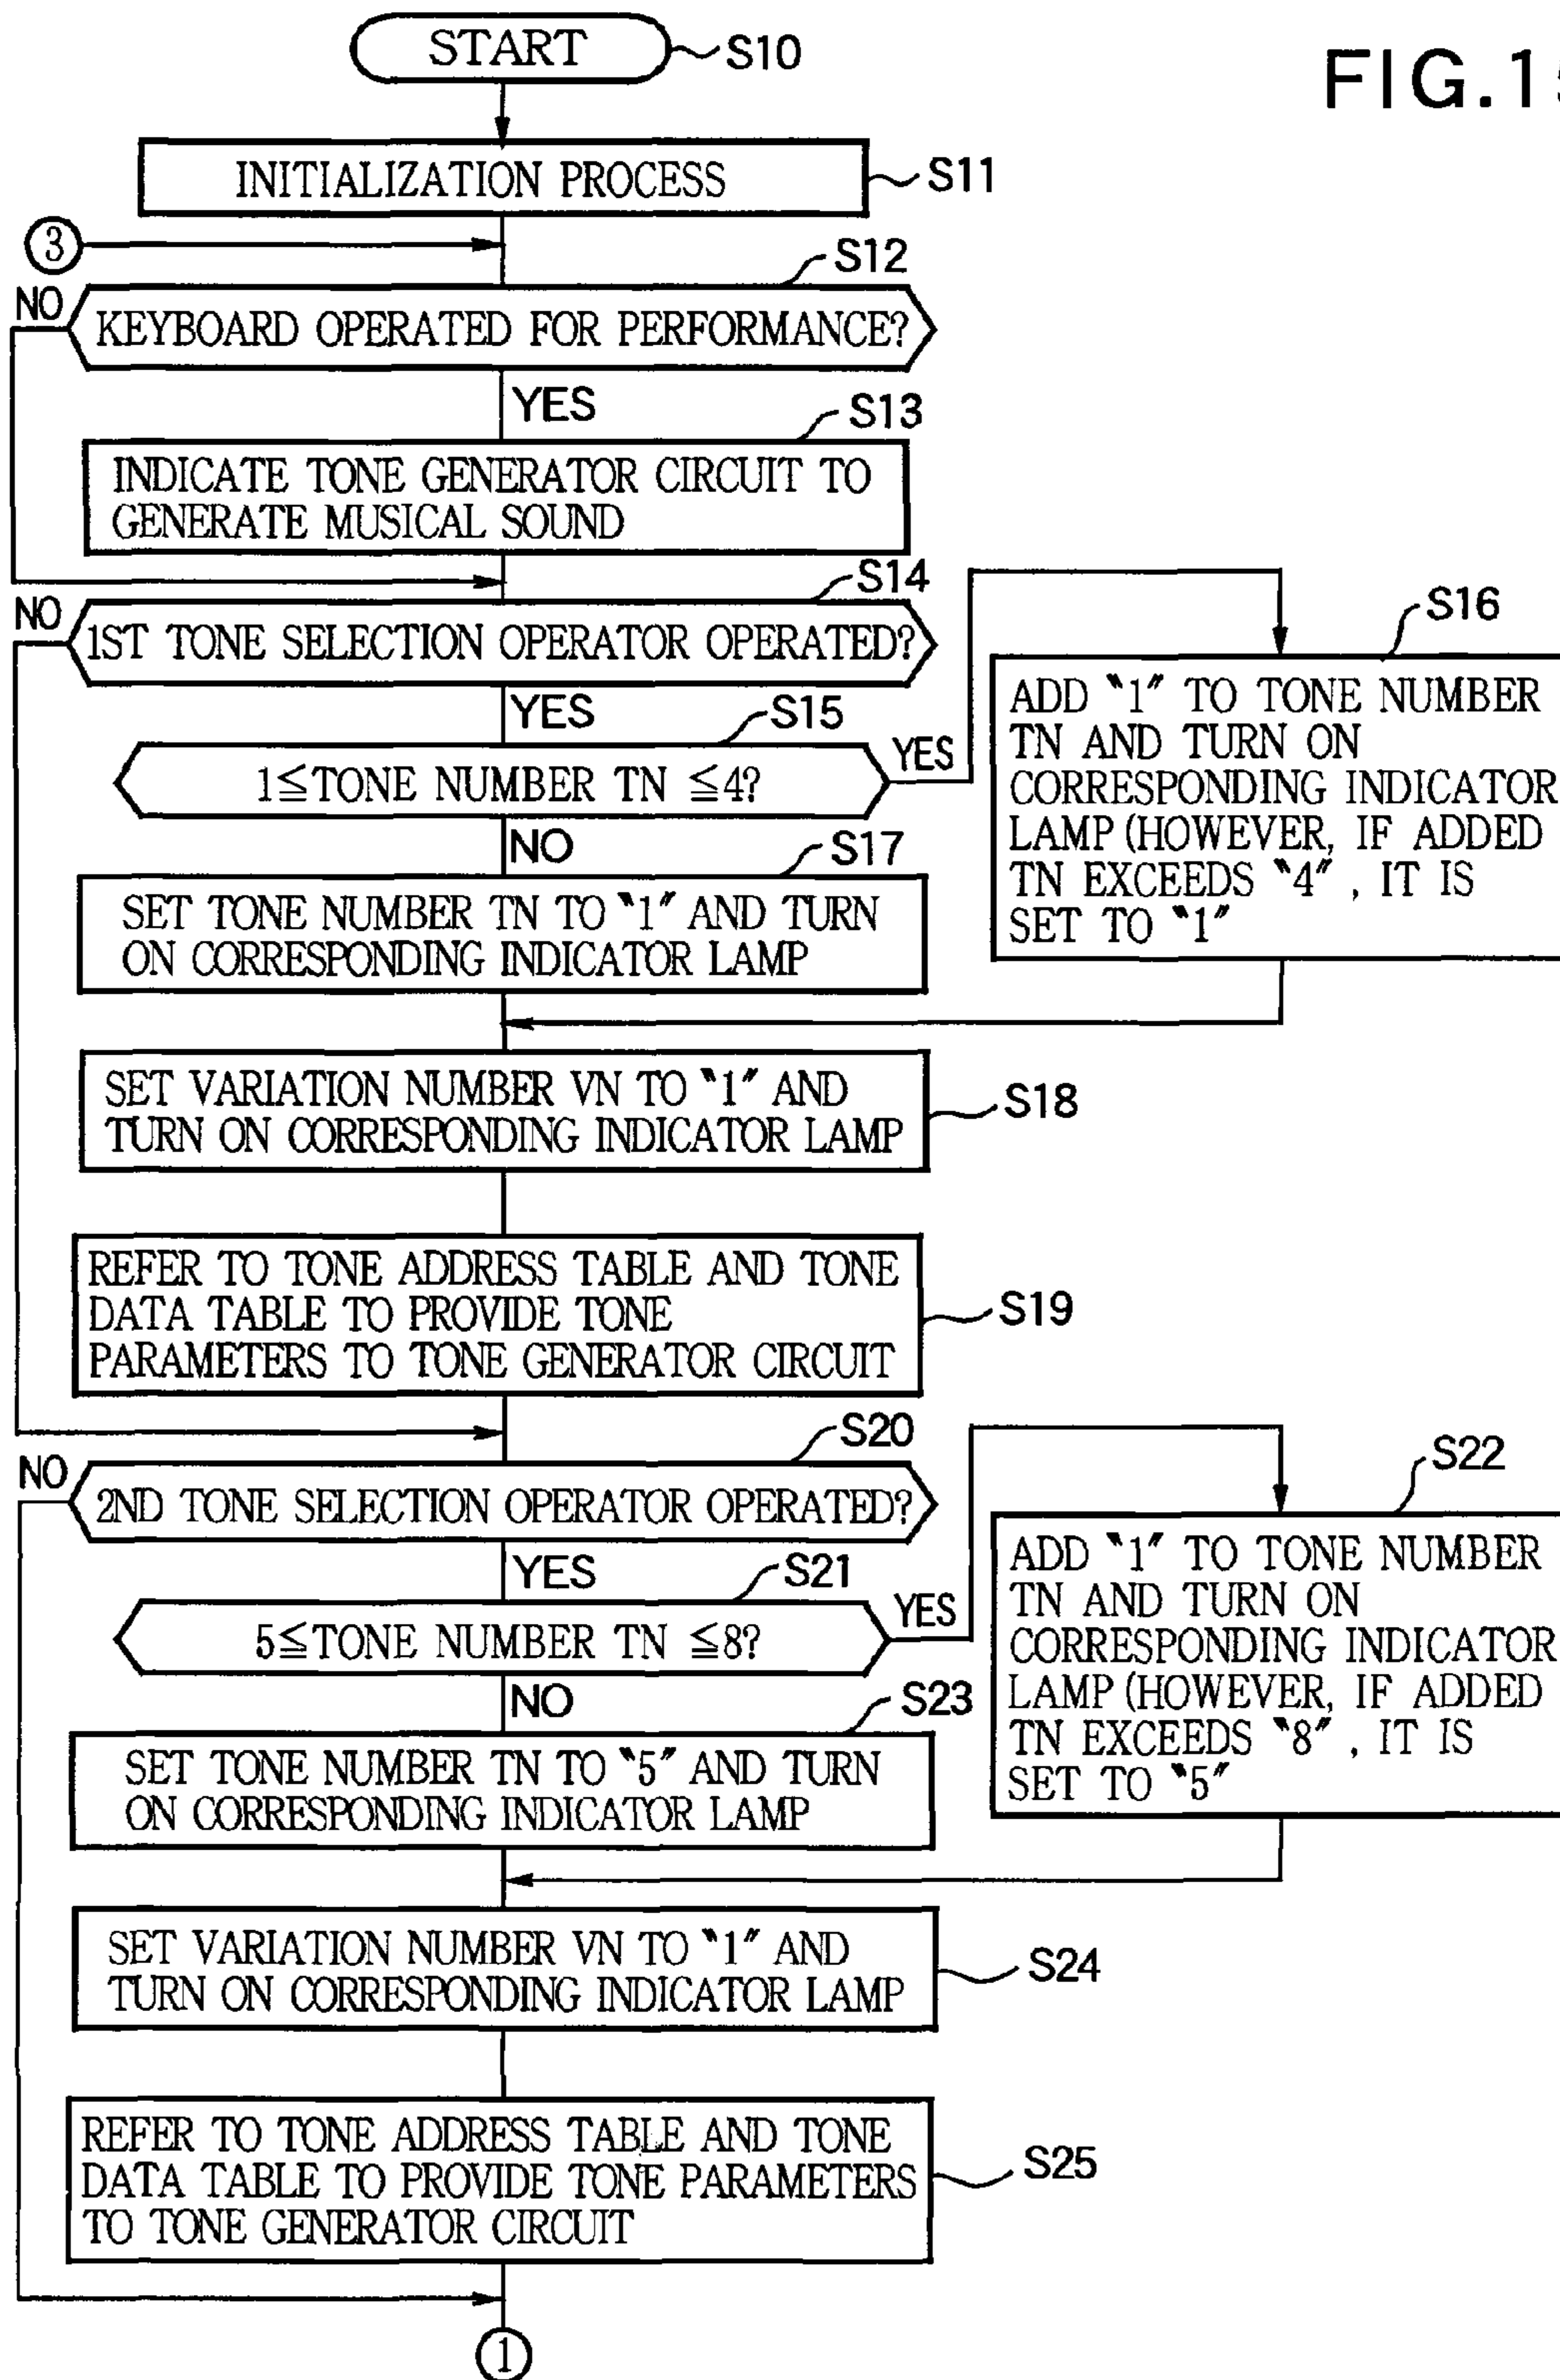 FIG.15
START
S10
INITIALIZATION PROCESS
S11
3
S12
NO
KEYBOARD OPERATED FOR PERFORMANCE?
YES
S13
INDICATE TONE GENERATOR CIRCUIT TO
GENERATE MUSICAL SOUND
S14
NO
1ST TONE SELECTION OPERATOR OPERATED?
YES
S15
1≦TONE NUMBER TN ≦4?
YES
S16
ADD "1" TO TONE NUMBER
TN AND TURN ON
CORRESPONDING INDICATOR
LAMP (HOWEVER, IF ADDED
TN EXCEEDS "4" , IT IS
SET TO "1"
NO
S17
SET TONE NUMBER TN TO "1" AND TURN
ON CORRESPONDING INDICATOR LAMP
SET VARIATION NUMBER VN TO "1" AND
TURN ON CORRESPONDING INDICATOR LAMP
S18
REFER TO TONE ADDRESS TABLE AND TONE
DATA TABLE TO PROVIDE TONE
PARAMETERS TO TONE GENERATOR CIRCUIT
S19
S20
NO
2ND TONE SELECTION OPERATOR OPERATED?
YES
S21
5≦TONE NUMBER TN ≦8?
YES
S22
ADD "1" TO TONE NUMBER
TN AND TURN ON
CORRESPONDING INDICATOR
LAMP (HOWEVER, IF ADDED
TN EXCEEDS "8" , IT IS
SET TO "5"
NO
S23
SET TONE NUMBER TN TO "5" AND TURN
ON CORRESPONDING INDICATOR LAMP
SET VARIATION NUMBER VN TO "1" AND
TURN ON CORRESPONDING INDICATOR LAMP
S24
REFER TO TONE ADDRESS TABLE AND TONE
DATA TABLE TO PROVIDE TONE PARAMETERS
TO TONE GENERATOR CIRCUIT
S25
1